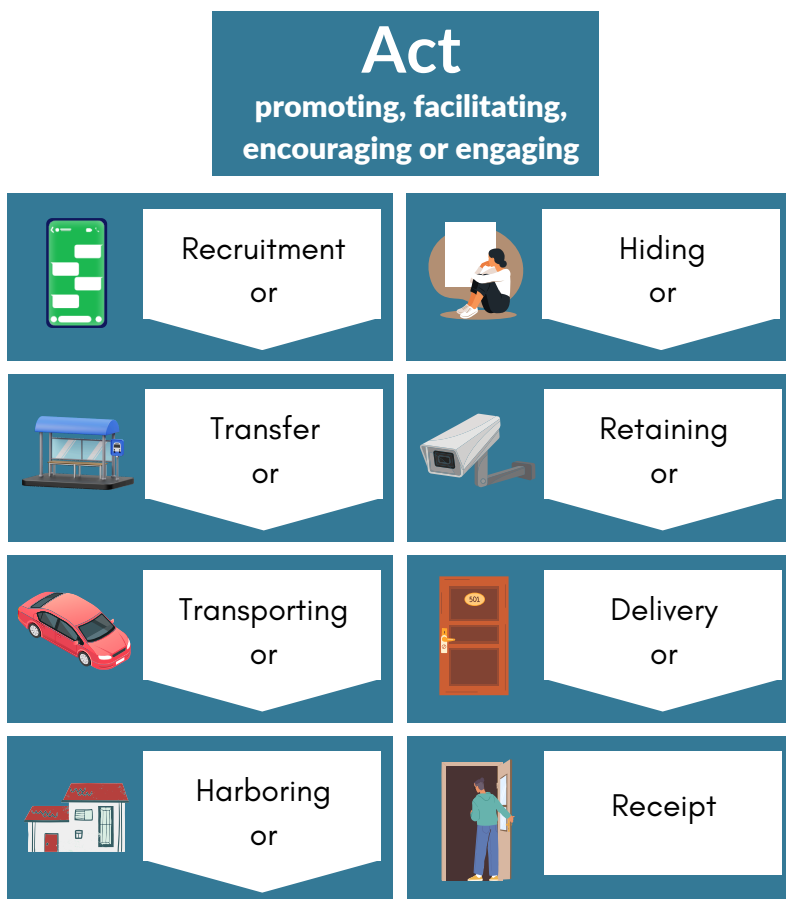 Act
promoting, facilitating,
encouraging or engaging
Recruitment
or
Transfer
or
Transporting
or
Harboring
or
Hiding
or
Retaining
or
Delivery
or
501
Receipt